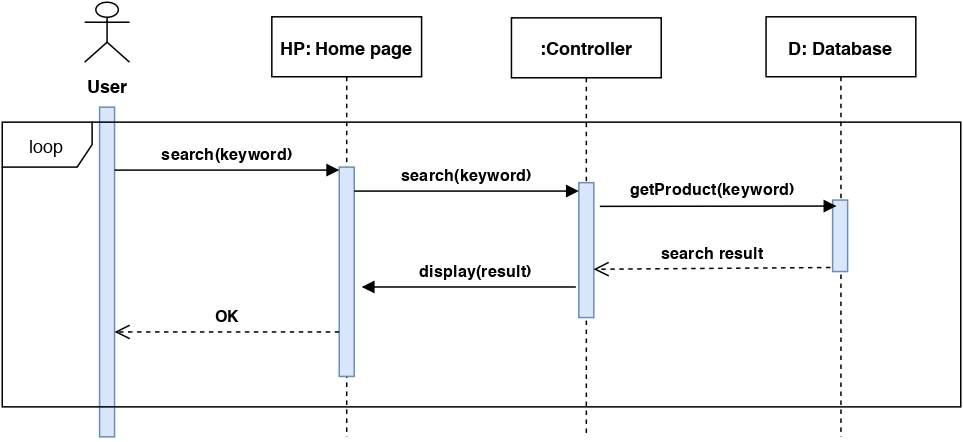 HP: Home page
:Controller
D: Database
User
loop
search(keyword)
search(keyword)
getProduct(keyword)
search result
display(result)
OK